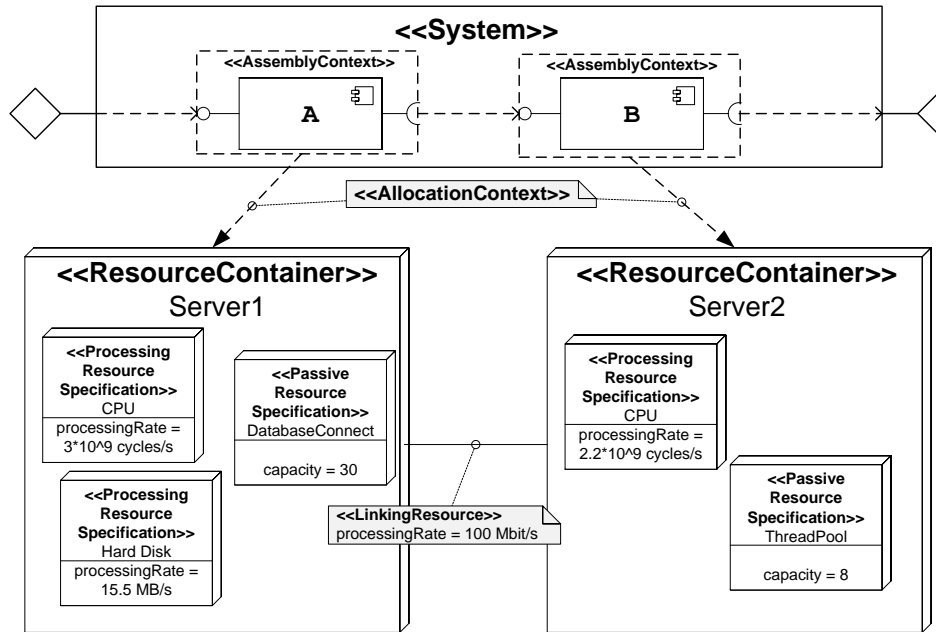 <<System>>
<<AssemblyContext>>
<<AssemblyContext>>
A
B
<<AllocationContext>>
<<ResourceContainer>>
Server1
<<Processing
Resource
Specification>>
CPU
processingRate =
3*10^9 cycles/s
<<Passive
Resource
Specification>>
DatabaseConnect
capacity = 30
<<Processing
Resource
Specification>>
Hard Disk
processingRate =
15.5 MB/s
<<LinkingResource>>
processingRate = 100 Mbit/s
<<ResourceContainer>>
Server2
<<Processing
Resource
Specification>>
CPU
processingRate =
2.2*10^9 cycles/s
<<Passive
Resource
Specification>>
ThreadPool
capacity = 8